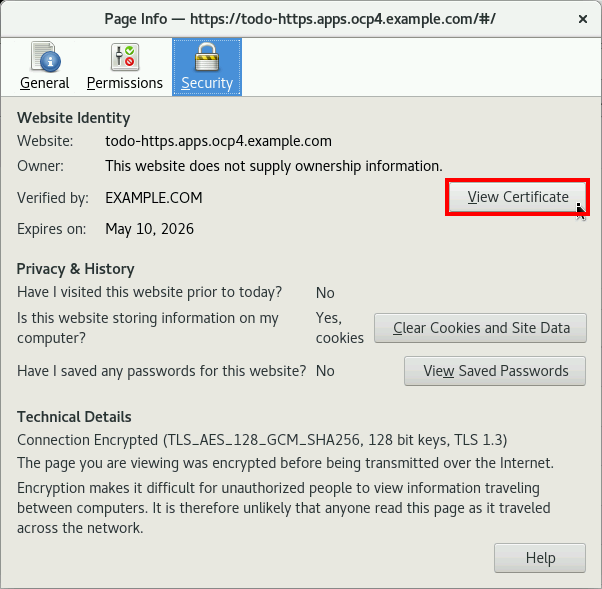 Page Info — https://todo-https.apps.ocp4.example.com/#/
General Permissions Security
Website Identity
Website: todo-https.apps.ocp4.example.com
Owner: This website does not supply ownership information.
Verified by: EXAMPLE.COM View Certificate
Expires on: May 10, 2026
Privacy & History
Have I visited this website prior to today? No
Is this website storing information on my computer? Yes, cookies Clear Cookies and Site Data
Have I saved any passwords for this website? No View Saved Passwords
Technical Details
Connection Encrypted (TLS_AES_128_GCM_SHA256, 128 bit keys, TLS 1.3)
The page you are viewing was encrypted before being transmitted over the Internet.
Encryption makes it difficult for unauthorized people to view information traveling
between computers. It is therefore unlikely that anyone read this page as it traveled
across the network.
Help